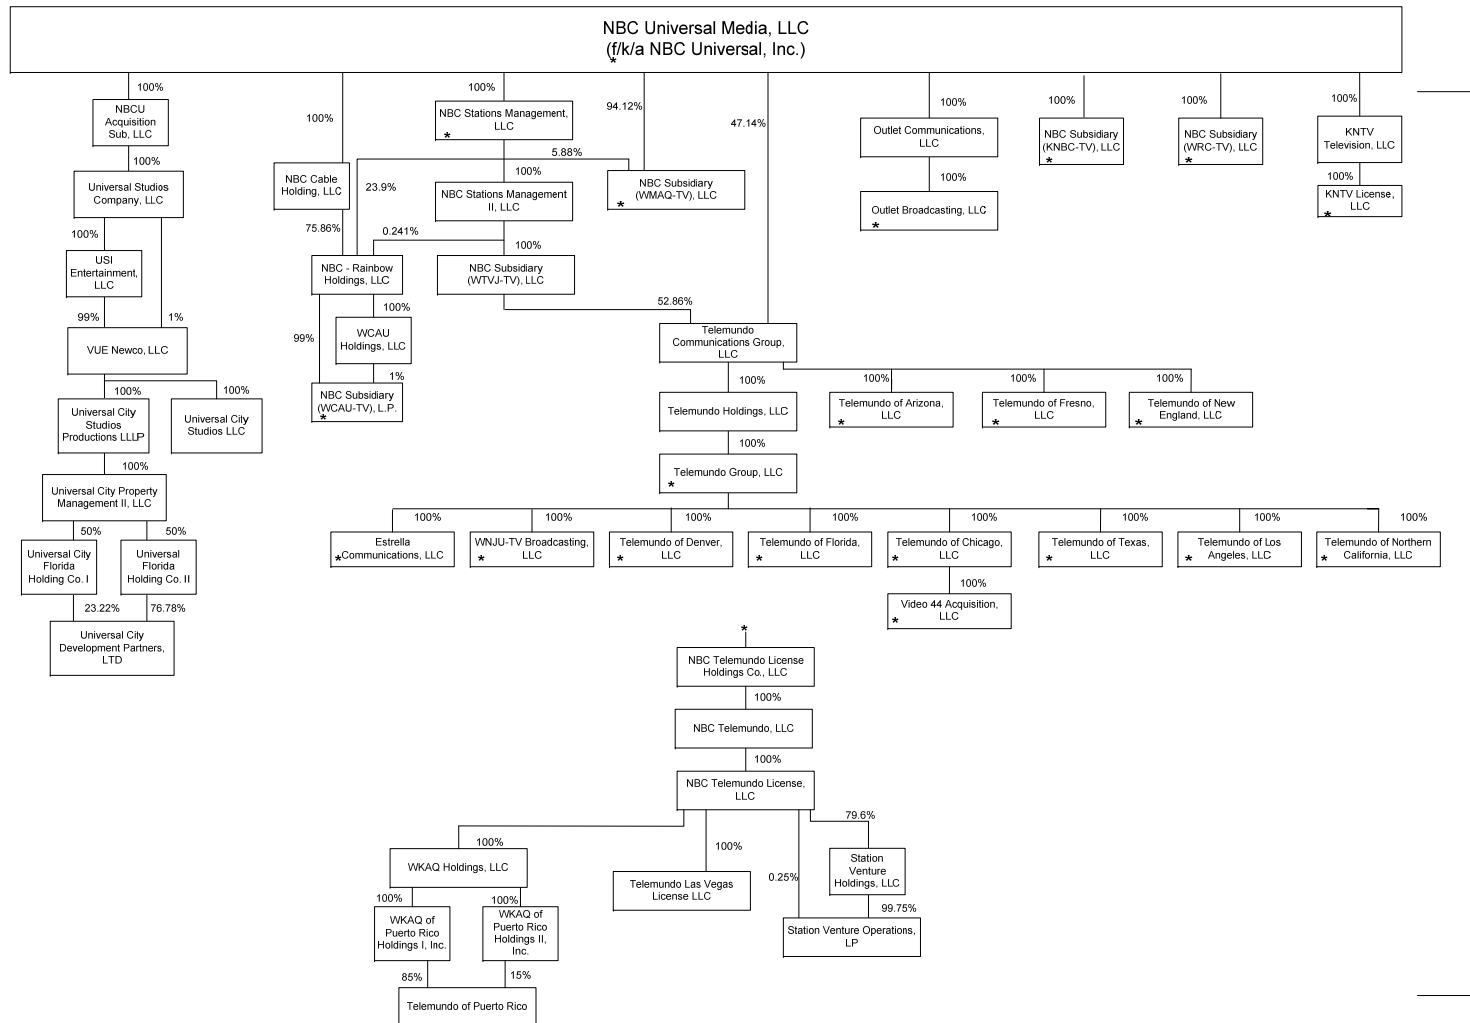 NBC Universal Media, LLC
(f/k/a NBC Universal, Inc.)
*
100%
NBCU
Acquisition
Sub, LLC
100%
Universal Studios
Company, LLC
100%
USI
Entertainment,
LLC
99%
1%
VUE Newco, LLC
100%
100%
Universal City
Studios
Productions LLLP
Universal City
Studios LLC
100%
Universal City Property
Management II, LLC
50%
50%
Universal City
Florida
Holding Co. I
Universal
Florida
Holding Co. II
23.22%
76.78%
Universal City
Development Partners,
LTD
100%
NBC Cable
Holding, LLC
75.86%
100%
NBC Stations Management,
LLC
*
5.88%
23.9%
100%
NBC Stations Management
II, LLC
0.241%
100%
NBC - Rainbow
Holdings, LLC
NBC Subsidiary
(WTVJ-TV), LLC
100%
WCAU
Holdings, LLC
99%
1%
NBC Subsidiary
(WCAU-TV), L.P.
*
94.12%
NBC Subsidiary
(WMAQ-TV), LLC
*
47.14%
52.86%
Telemundo
Communications Group,
LLC
100%
Outlet Communications,
LLC
100%
Outlet Broadcasting, LLC
*
100%
NBC Subsidiary
(KNBC-TV), LLC
*
100%
NBC Subsidiary
(WRC-TV), LLC
*
100%
KNTV
Television, LLC
100%
KNTV License,
LLC
*
100%
Telemundo Holdings, LLC
100%
Telemundo of Arizona,
LLC
*
100%
Telemundo of Fresno,
LLC
*
100%
Telemundo of New
England, LLC
*
100%
Telemundo Group, LLC
*
100%
Estrella
*Communications, LLC
100%
WNJU-TV Broadcasting,
LLC
*
100%
Telemundo of Denver,
LLC
*
100%
Telemundo of Florida,
LLC
*
100%
Telemundo of Chicago,
LLC
*
100%
Telemundo of Texas,
LLC
*
100%
Telemundo of Los
Angeles, LLC
*
100%
Telemundo of Northern
California, LLC
*
100%
Video 44 Acquisition,
LLC
*
*
NBC Telemundo License
Holdings Co., LLC
100%
NBC Telemundo, LLC
100%
NBC Telemundo License,
LLC
100%
WKAQ Holdings, LLC
100%
100%
WKAQ of
Puerto Rico
Holdings I, Inc.
WKAQ of
Puerto Rico
Holdings II,
Inc.
85%
15%
Telemundo of Puerto Rico
100%
Telemundo Las Vegas
License LLC
0.25%
79.6%
Station
Venture
Holdings, LLC
99.75%
Station Venture Operations,
LP